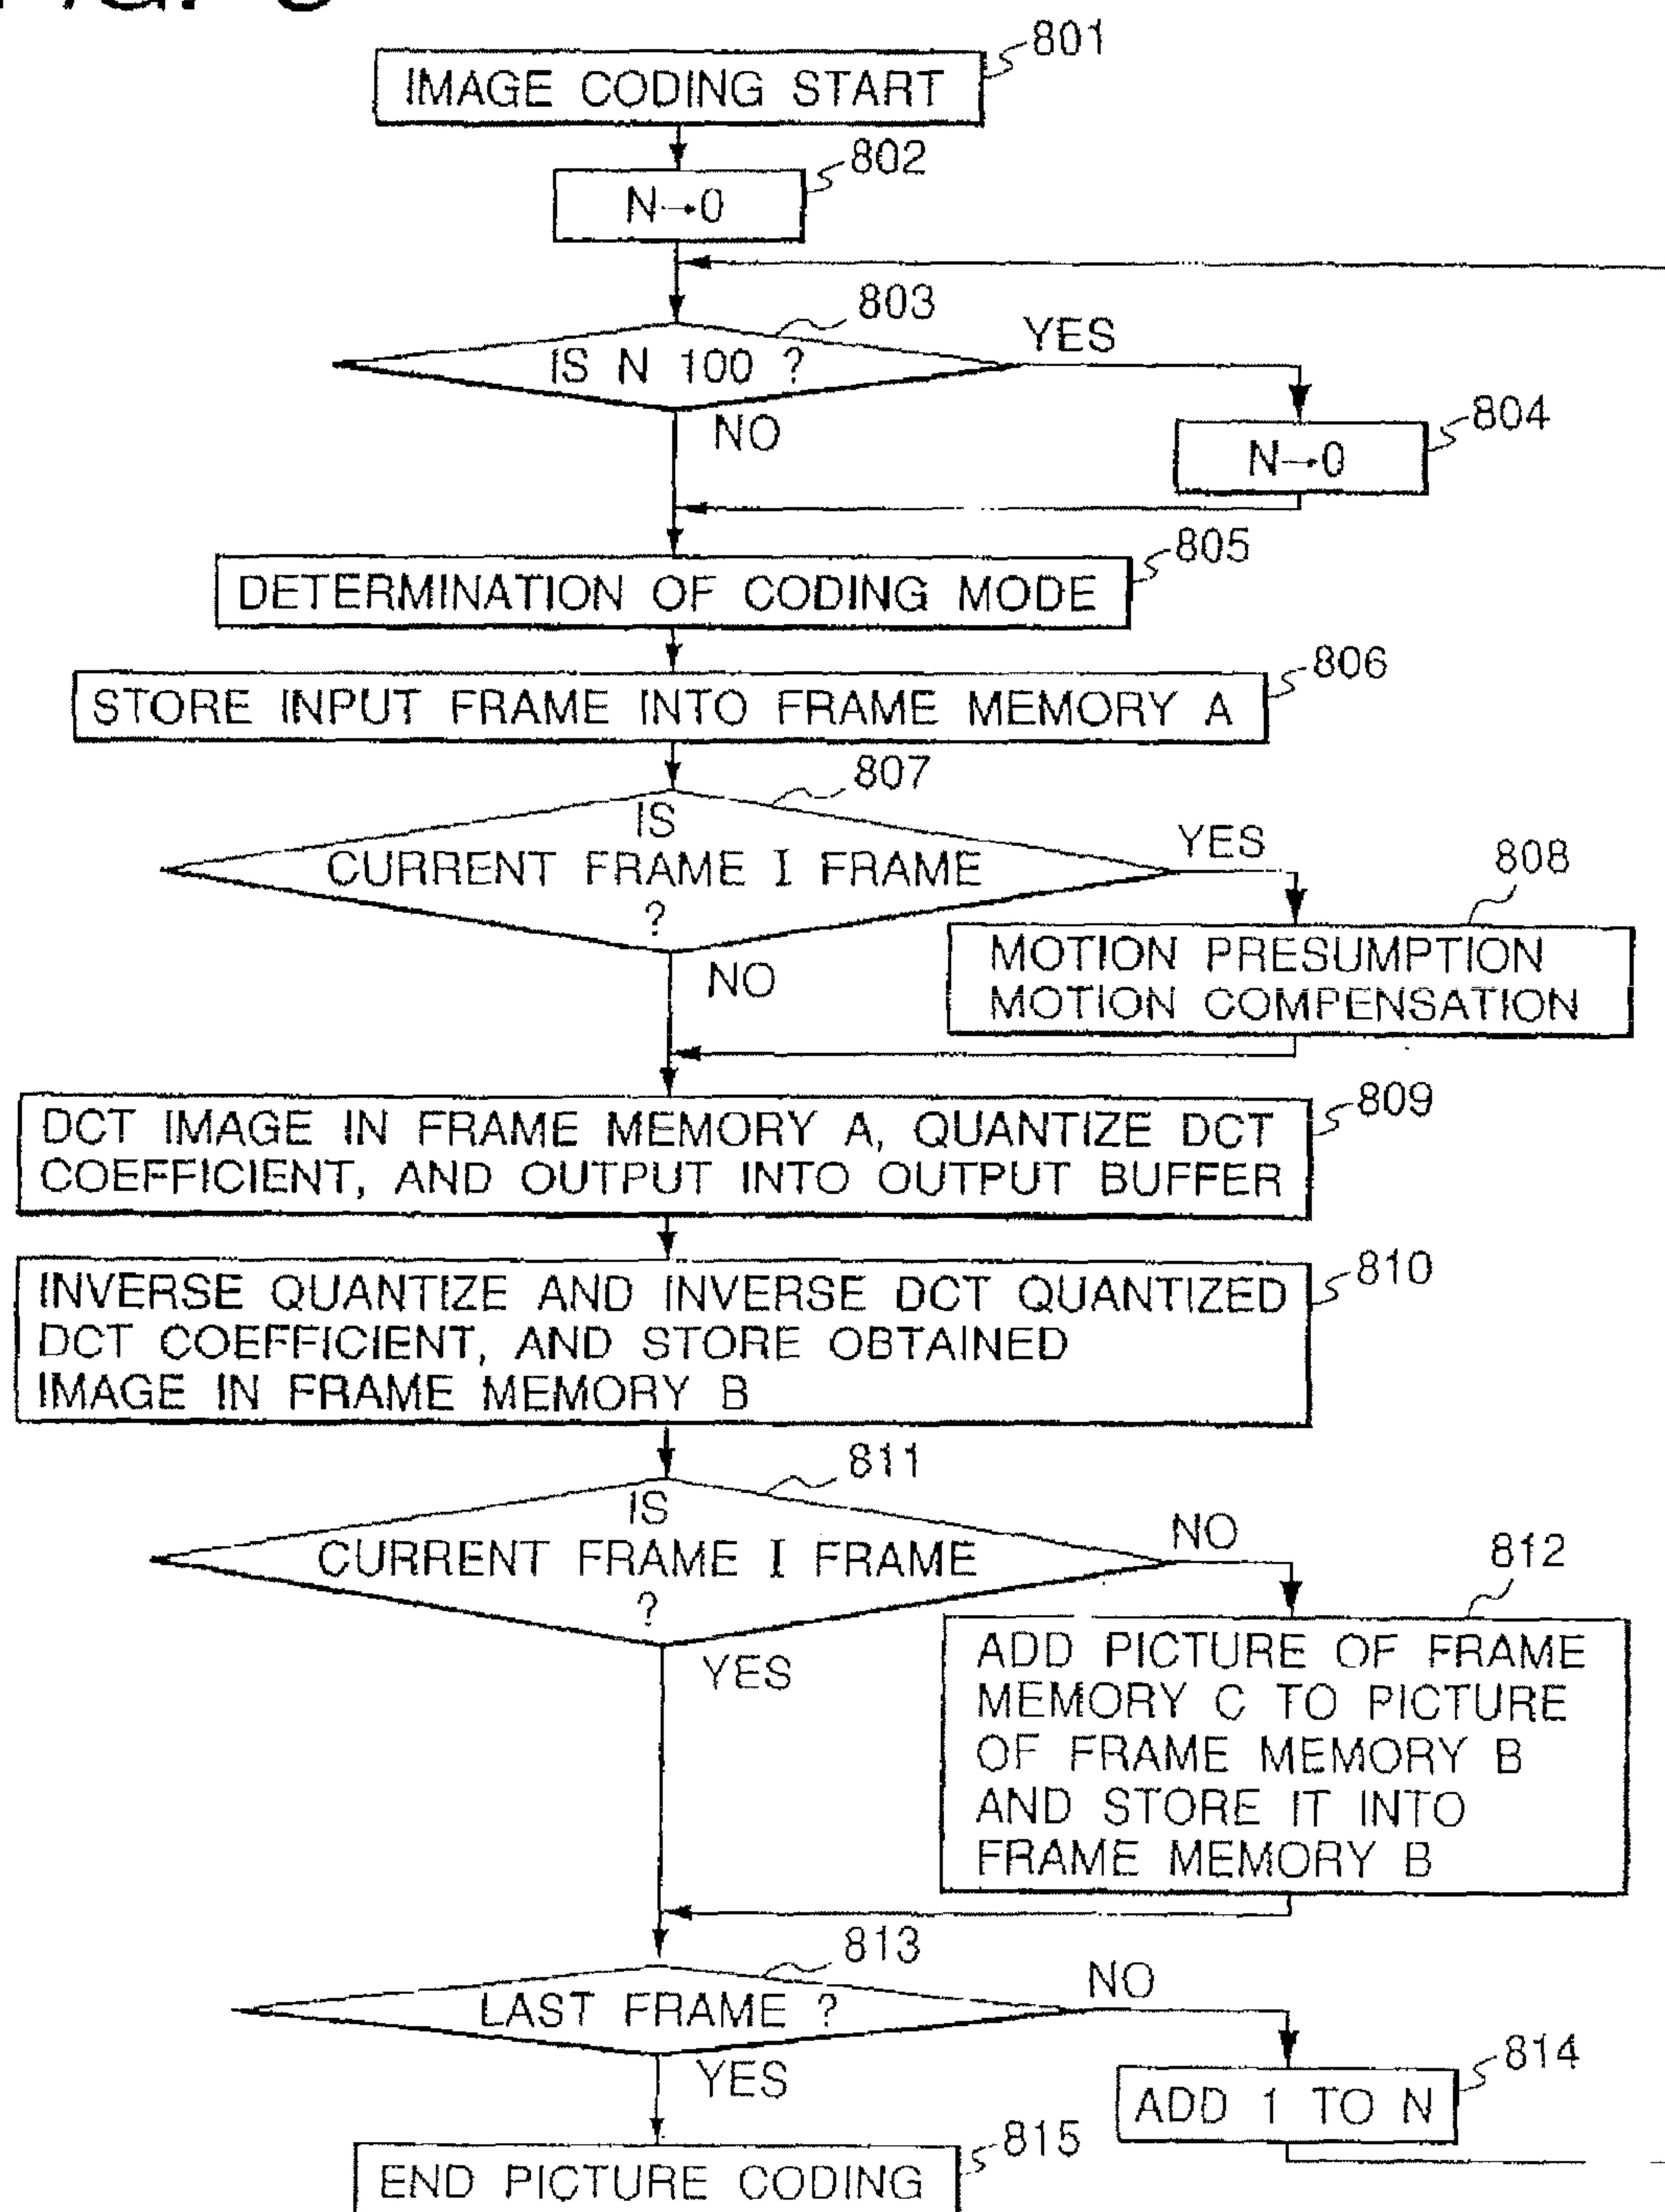 801
IMAGE CODING START
802
N→0
803
IS N 100 ?
YES
NO
804
N→0
805
DETERMINATION OF CODING MODE
806
STORE INPUT FRAME INTO FRAME MEMORY A
807
IS
CURRENT FRAME I FRAME
?
YES
NO
808
MOTION PRESUMPTION
MOTION COMPENSATION
809
DCT IMAGE IN FRAME MEMORY A, QUANTIZE DCT
COEFFICIENT, AND OUTPUT INTO OUTPUT BUFFER
810
INVERSE QUANTIZE AND INVERSE DCT QUANTIZED
DCT COEFFICIENT, AND STORE OBTAINED
IMAGE IN FRAME MEMORY B
811
IS
CURRENT FRAME I FRAME
?
NO
YES
812
ADD PICTURE OF FRAME
MEMORY C TO PICTURE
OF FRAME MEMORY B
AND STORE IT INTO
FRAME MEMORY B
813
LAST FRAME ?
NO
YES
814
ADD 1 TO N
815
END PICTURE CODING